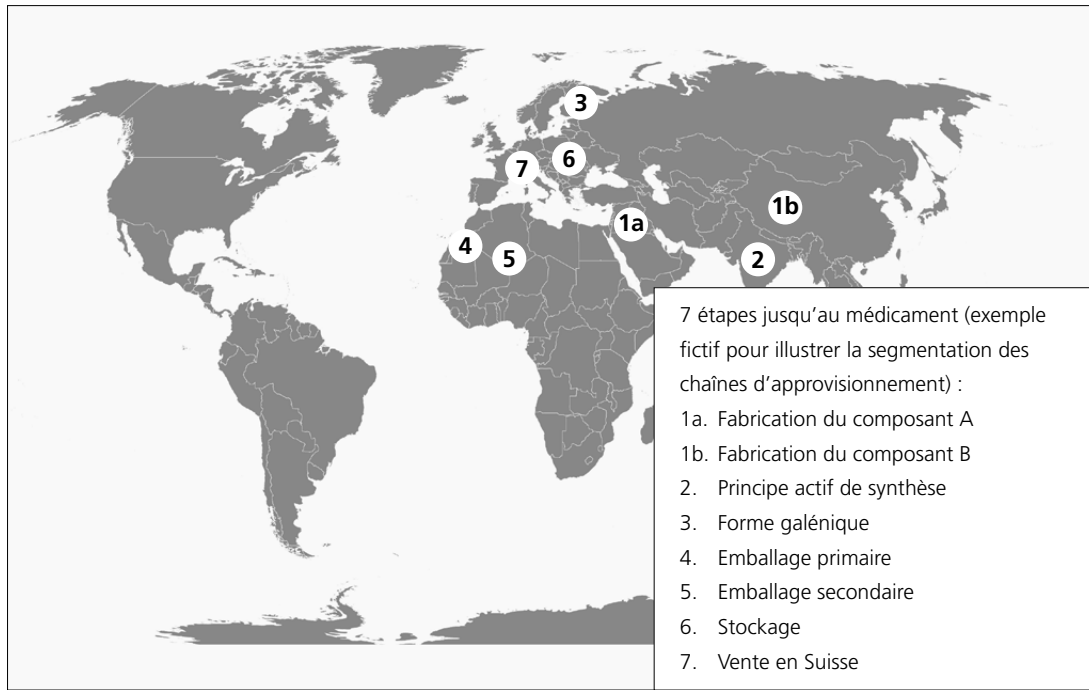 3
6
7
1b
1a
4
5
2
7 étapes jusqu’au médicament (exemple
fictif pour illustrer la segmentation des
chaînes d’approvisionnement) :
1a. Fabrication du composant A
1b. Fabrication du composant B
2. Principe actif de synthèse
3. Forme galénique
4. Emballage primaire
5. Emballage secondaire
6. Stockage
7. Vente en Suisse